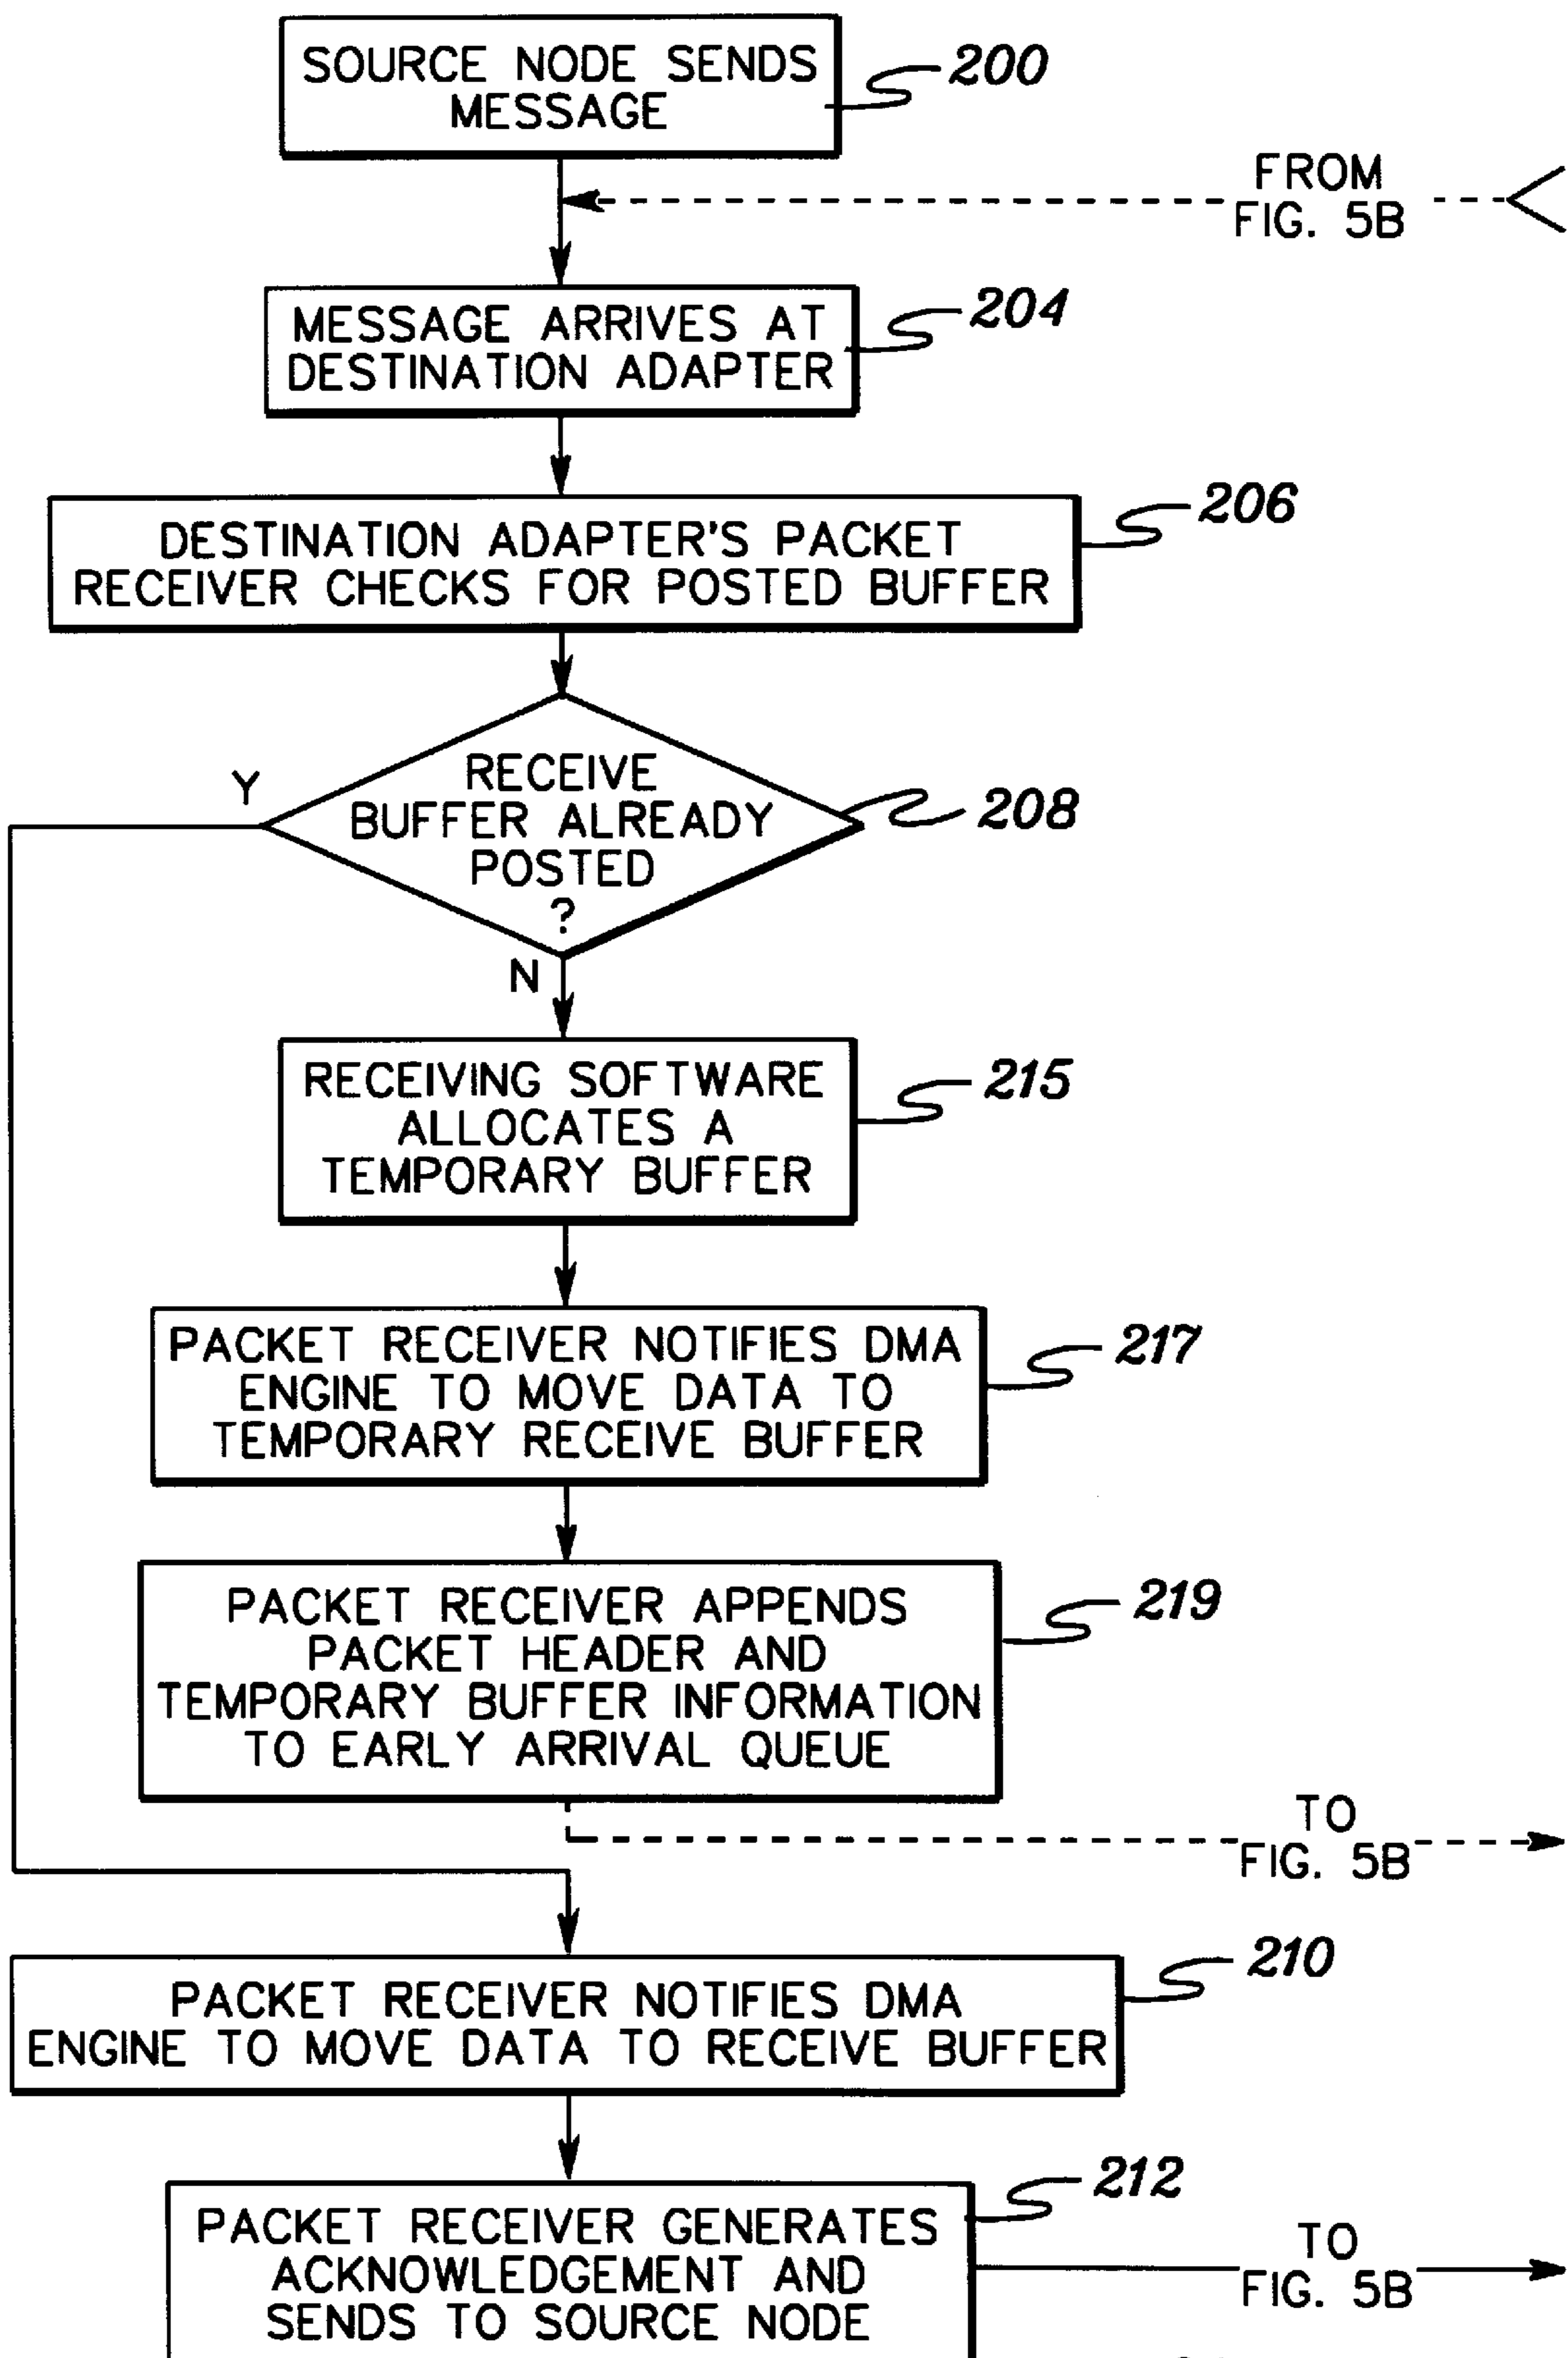 SOURCE NODE SENDS
MESSAGE
200
FROM
FIG. 5B
MESSAGE ARRIVES AT
DESTINATION ADAPTER
204
DESTINATION ADAPTER'S PACKET
RECEIVER CHECKS FOR POSTED BUFFER
206
Y
RECEIVE
BUFFER ALREADY
POSTED
?
208
N
RECEIVING SOFTWARE
ALLOCATES A
TEMPORARY BUFFER
215
PACKET RECEIVER NOTIFIES DMA
ENGINE TO MOVE DATA TO
TEMPORARY RECEIVE BUFFER
217
PACKET RECEIVER APPENDS
PACKET HEADER AND
TEMPORARY BUFFER INFORMATION
TO EARLY ARRIVAL QUEUE
219
TO
FIG. 5B
PACKET RECEIVER NOTIFIES DMA
ENGINE TO MOVE DATA TO RECEIVE BUFFER
210
PACKET RECEIVER GENERATES
ACKNOWLEDGEMENT AND
SENDS TO SOURCE NODE
212
TO
FIG. 5B